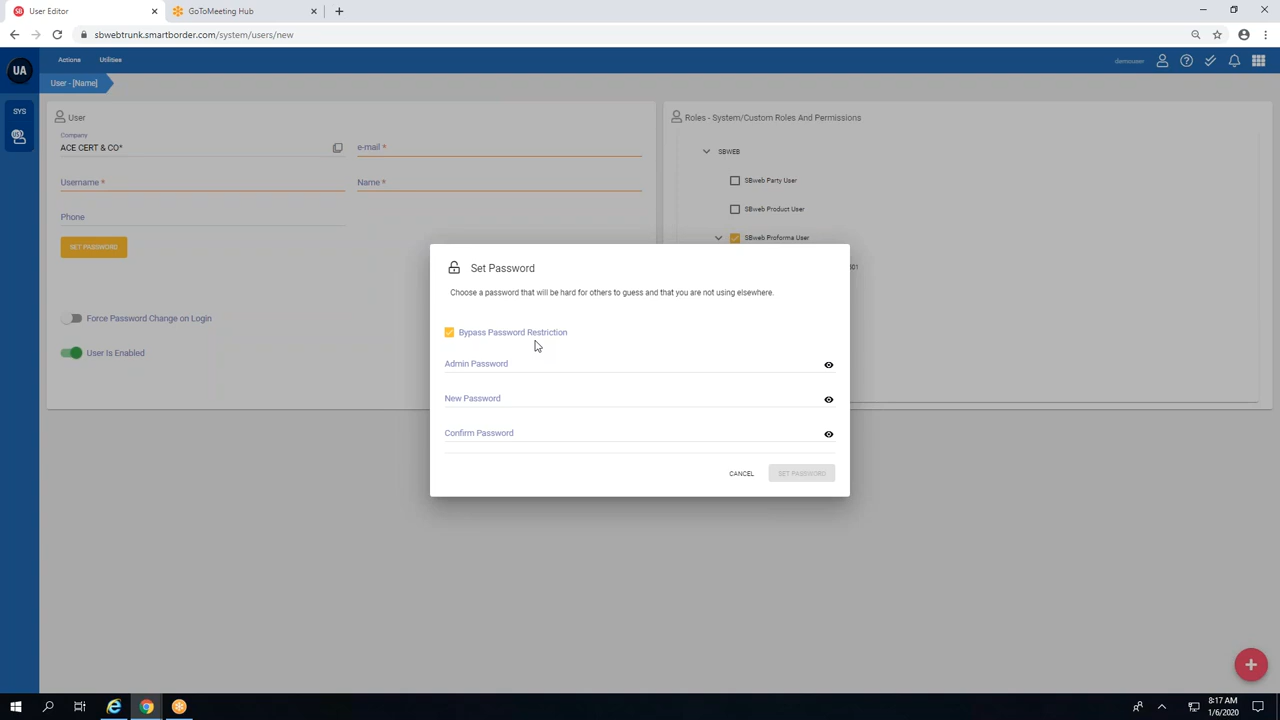 User Editor
GoToMeeting Hub
sbwebtrunk.smartborder.com/system/users/new
UA
Actions
Utilities
demouser
User - [Name]
SYS
User
Company
ACE CERT & CO*
e-mail *
Username *
Name *
Phone
SET PASSWORD
Force Password Change on Login
User Is Enabled
Roles - System/Custom Roles And Permissions
SBWEB
SBweb Party User
SBweb Product User
SBweb Proforma User
Set Password
Choose a password that will be hard for others to guess and that you are not using elsewhere.
Bypass Password Restriction
Admin Password
New Password
Confirm Password
CANCEL
SET PASSWORD
8:17 AM
1/6/2020